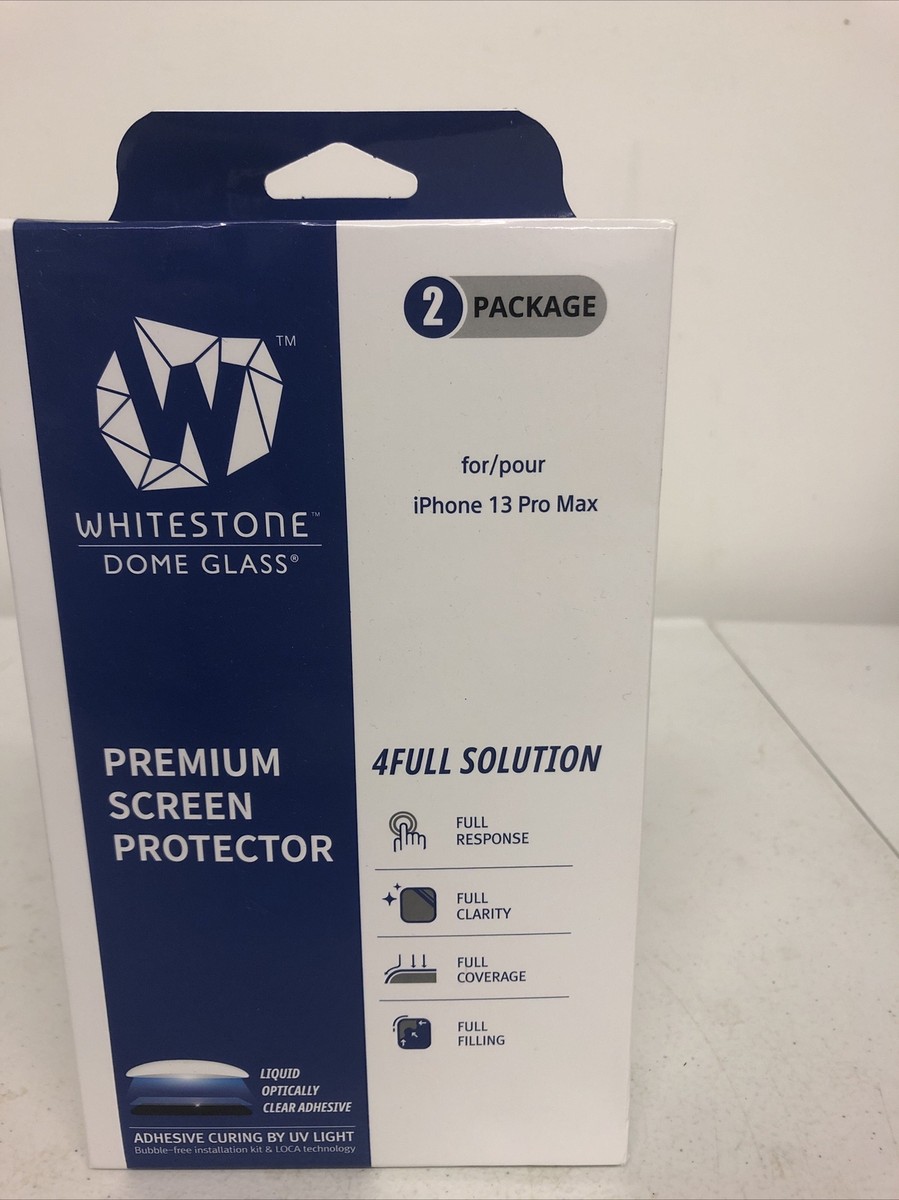 WHITESTONE™
DOME GLASS®
TM
PREMIUM
SCREEN
PROTECTOR
LIQUID
OPTICALLY
CLEAR ADHESIVE
ADHESIVE CURING BY UV LIGHT
Bubble-free installation kit & LOCA technology
2 PACKAGE
for/pour
iPhone 13 Pro Max
4FULL SOLUTION
FULL
RESPONSE
FULL
CLARITY
FULL
COVERAGE
FULL
FILLING